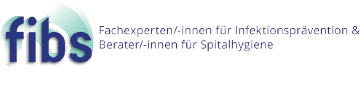 fibs
Fachexperten/-innen für Infektionsprävention &
Berater/-innen für Spitalhygiene